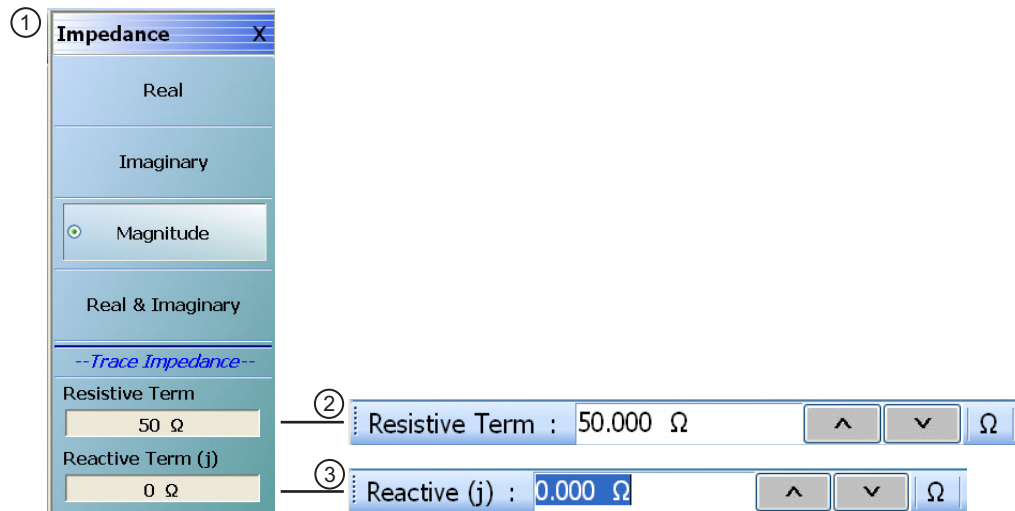 1
Impedance X
Real
Imaginary
Magnitude
Real & Imaginary
--Trace Impedance--
Resistive Term
50 Ω
2
Resistive Term : 50.000 Ω ^ v Ω
Reactive Term (j)
0 Ω
3
Reactive (j) : 0.000 Ω ^ v Ω